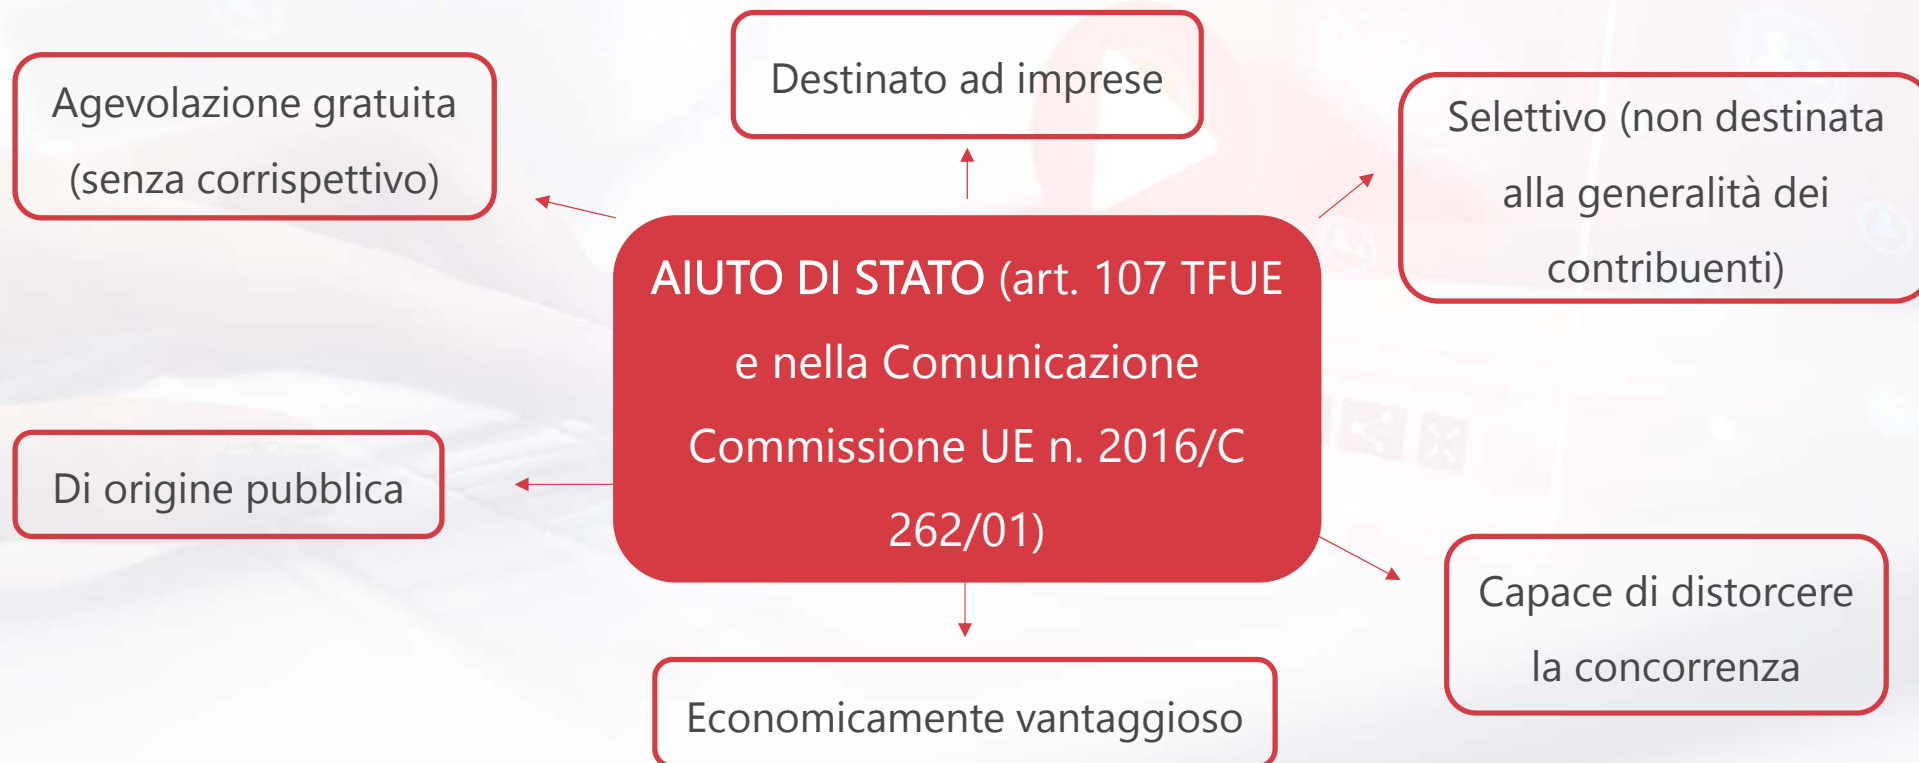 Agevolazione gratuita
(senza corrispettivo)
Destinato ad imprese
Selettivo (non destinata
alla generalità dei
contribuenti)
AIUTO DI STATO (art. 107 TFUE
e nella Comunicazione
Commissione UE n. 2016/C
262/01)
Di origine pubblica
Capace di distorcere
la concorrenza
Economicamente vantaggioso